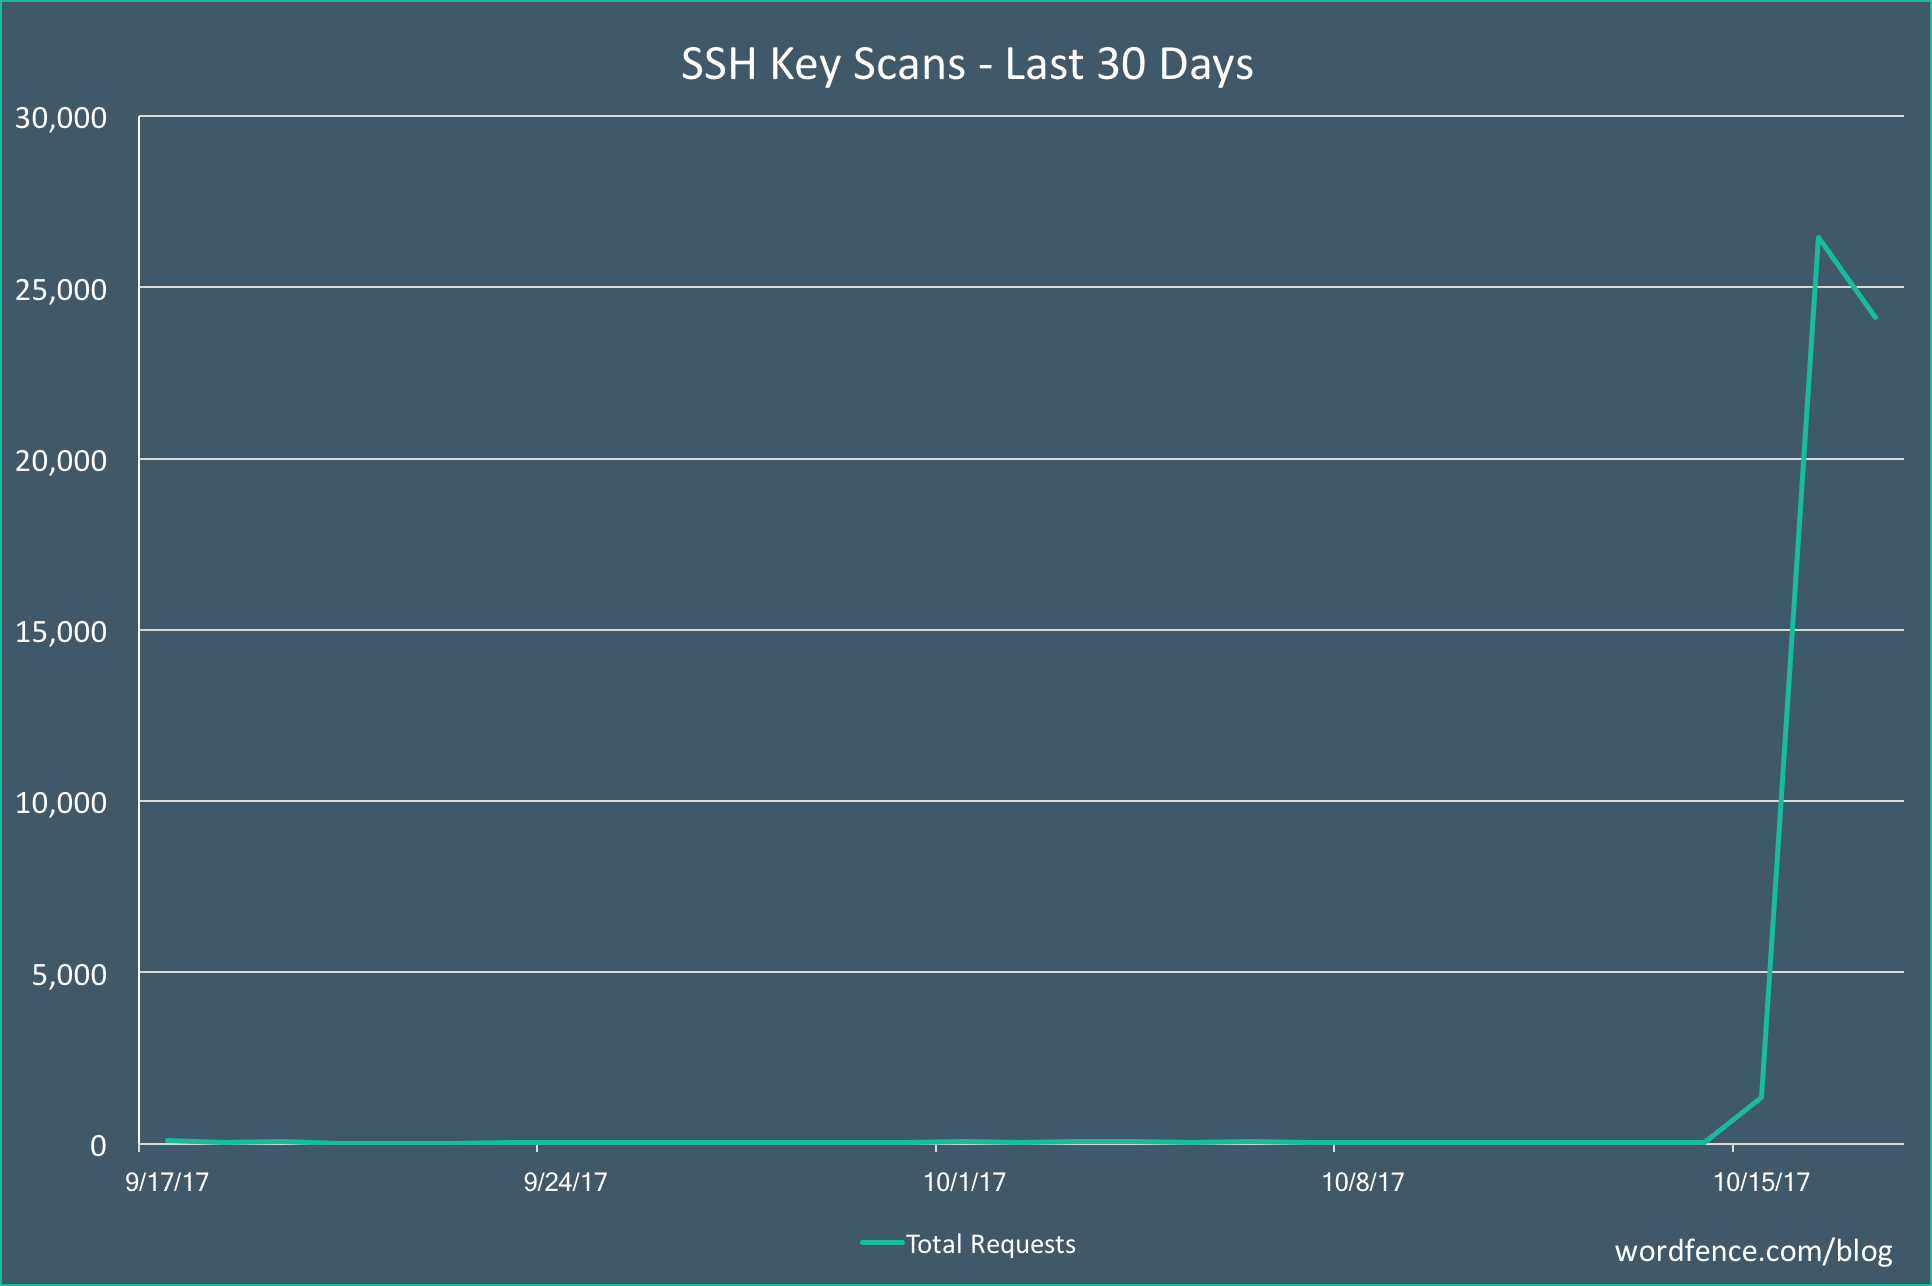 SSH Key Scans - Last 30 Days
30,000
25,000
20,000
15,000
10,000
5,000
0
9/17/17 9/24/17 10/1/17 10/8/17 10/15/17
Total Requests
wordfence.com/blog